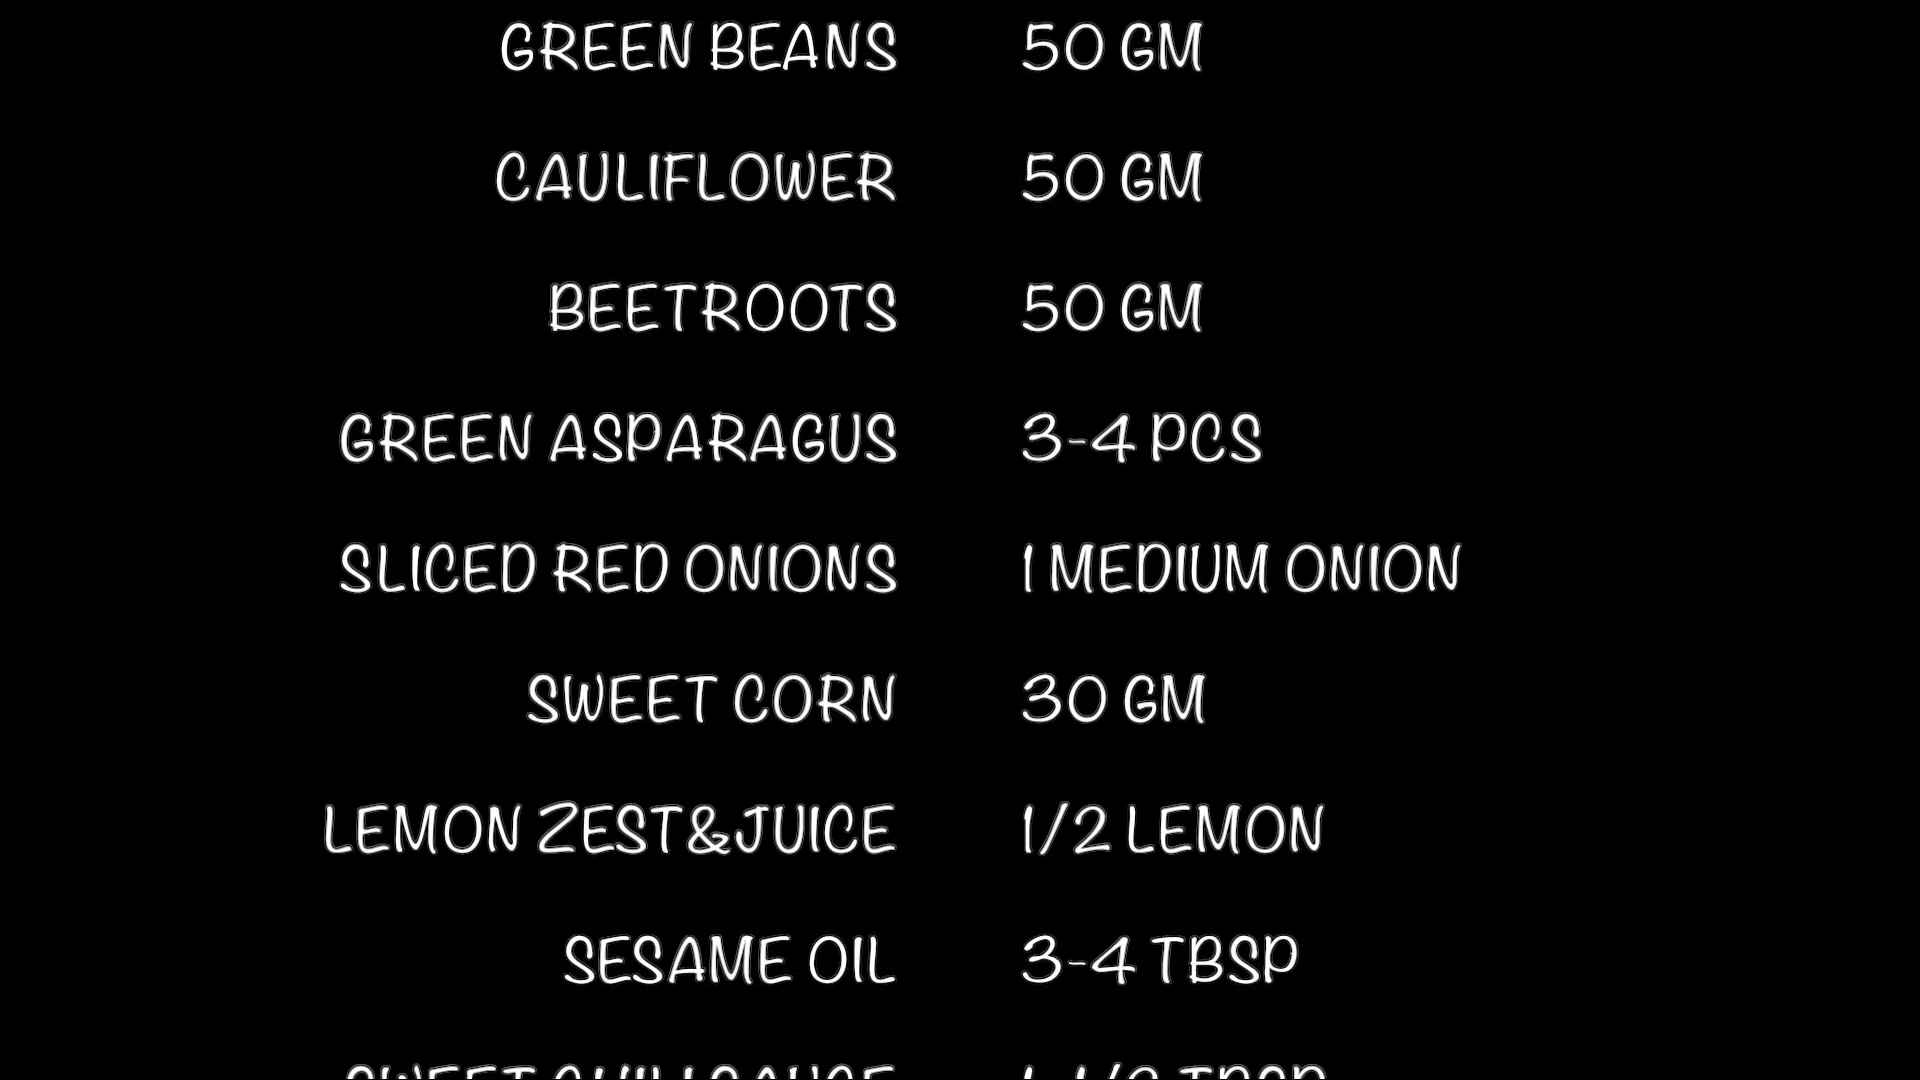 GREEN BEANS 50 GM
CAULIFLOWER 50 GM
BEETROOTS 50 GM
GREEN ASPARAGUS 3-4 PCS
SLICED RED ONIONS 1 MEDIUM ONION
SWEET CORN 30 GM
LEMON ZEST&JUICE 1/2 LEMON
SESAME OIL 3-4 TBSP